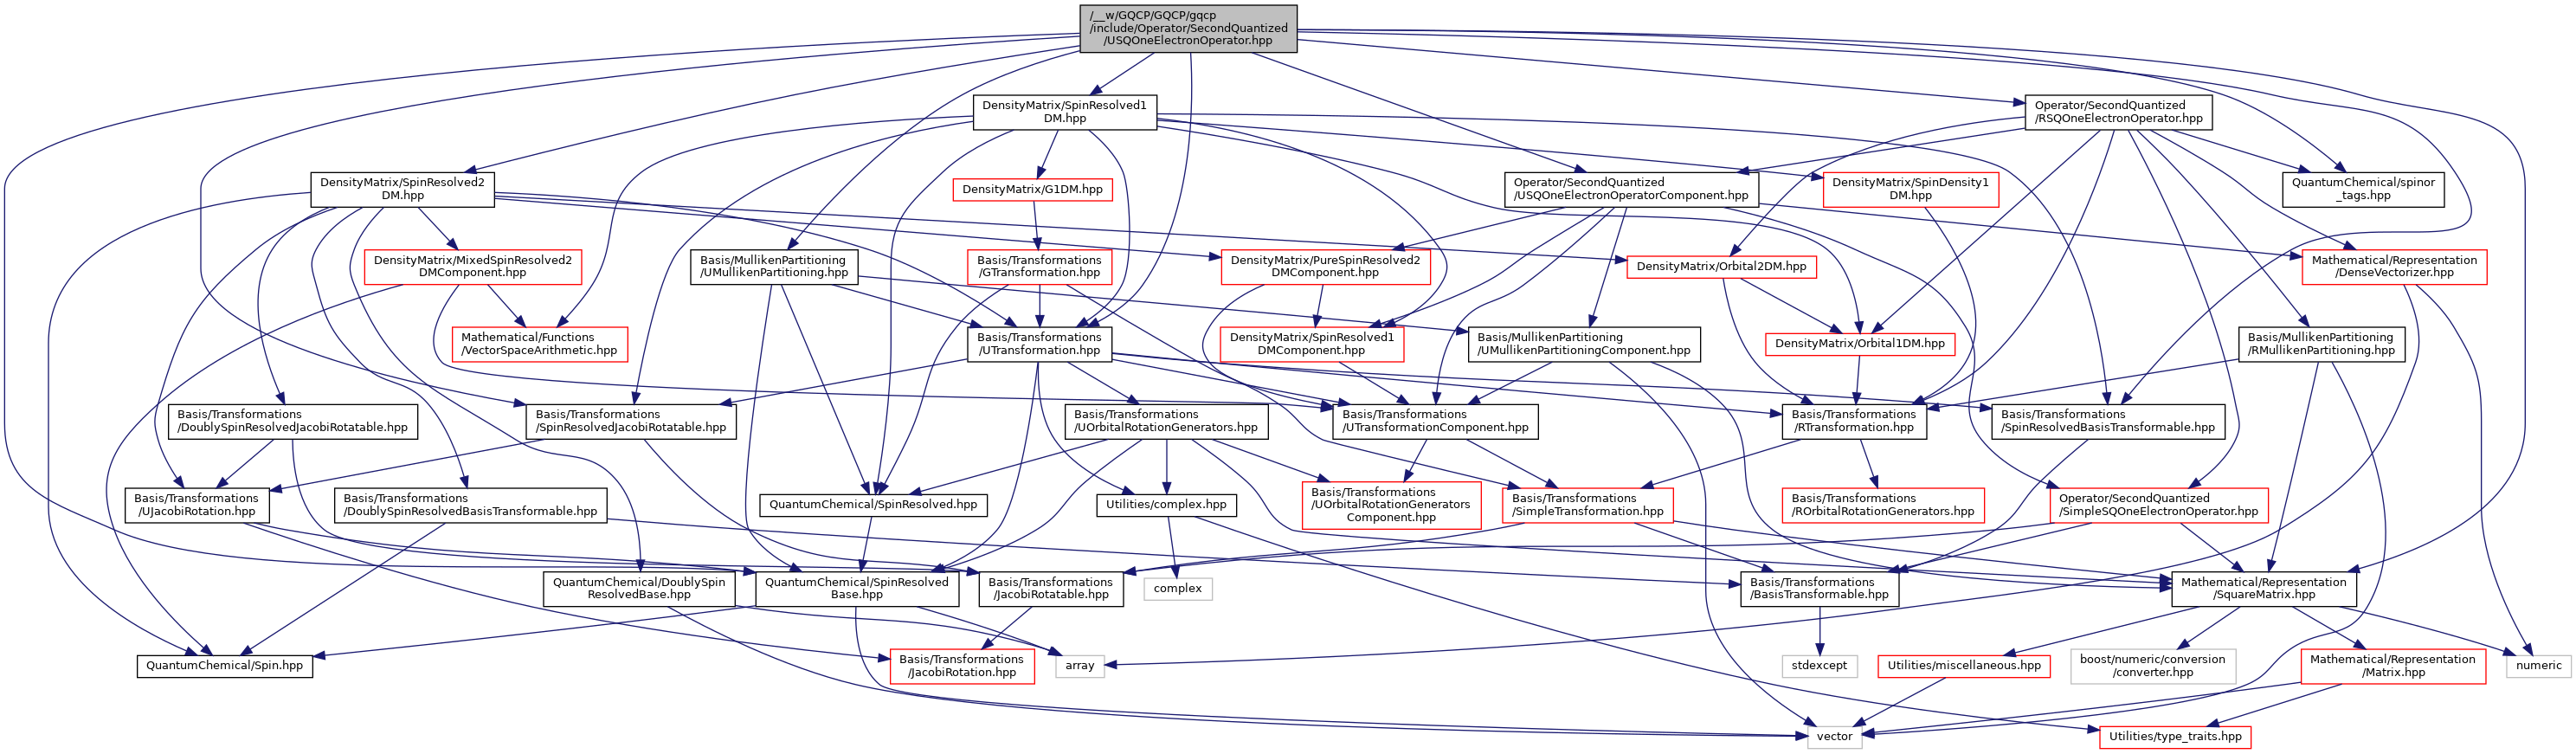 /__w/GQCP/GQCP/gqcp
/include/Operator/SecondQuantized
/USQOneElectronOperator.hpp
DensityMatrix/SpinResolved1
DM.hpp
Operator/SecondQuantized
/RSQOneElectronOperator.hpp
DensityMatrix/SpinResolved2
DM.hpp
DensityMatrix/G1DM.hpp
Operator/SecondQuantized
/USQOneElectronOperatorComponent.hpp
DensityMatrix/SpinDensity1
DM.hpp
QuantumChemical/spinor
_tags.hpp
DensityMatrix/MixedSpinResolved2
DMComponent.hpp
Basis/MullikenPartitioning
/UMullikenPartitioning.hpp
Basis/Transformations
/GTransformation.hpp
DensityMatrix/PureSpinResolved2
DMComponent.hpp
DensityMatrix/Orbital2DM.hpp
Mathematical/Representation
/DenseVectorizer.hpp
Mathematical/Functions
/VectorSpaceArithmetic.hpp
Basis/Transformations
/UTransformation.hpp
DensityMatrix/SpinResolved1
DMComponent.hpp
Basis/MullikenPartitioning
/UMullikenPartitioningComponent.hpp
DensityMatrix/Orbital1DM.hpp
Basis/MullikenPartitioning
/RMullikenPartitioning.hpp
Basis/Transformations
/DoublySpinResolvedJacobiRotatable.hpp
Basis/Transformations
/SpinResolvedJacobiRotatable.hpp
Basis/Transformations
/UOrbitalRotationGenerators.hpp
Basis/Transformations
/UTransformationComponent.hpp
Basis/Transformations
/RTransformation.hpp
Basis/Transformations
/SpinResolvedBasisTransformable.hpp
Basis/Transformations
/UJacobiRotation.hpp
Basis/Transformations
/DoublySpinResolvedBasisTransformable.hpp
QuantumChemical/SpinResolved.hpp
Utilities/complex.hpp
Basis/Transformations
/UOrbitalRotationGenerators
Component.hpp
Basis/Transformations
/SimpleTransformation.hpp
Basis/Transformations
/ROrbitalRotationGenerators.hpp
Operator/SecondQuantized
/SimpleSQOneElectronOperator.hpp
QuantumChemical/DoublySpin
ResolvedBase.hpp
QuantumChemical/SpinResolved
Base.hpp
Basis/Transformations
/JacobiRotatable.hpp
complex
Basis/Transformations
/BasisTransformable.hpp
Mathematical/Representation
/SquareMatrix.hpp
QuantumChemical/Spin.hpp
Basis/Transformations
/JacobiRotation.hpp
array
stdexcept
Utilities/miscellaneous.hpp
boost/numeric/conversion
/converter.hpp
Mathematical/Representation
/Matrix.hpp
numeric
vector
Utilities/type_traits.hpp